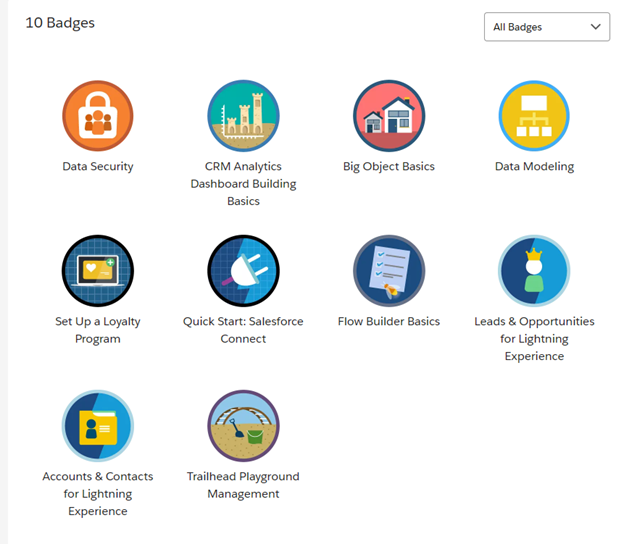 10 Badges
All Badges
Data Security
CRM Analytics
Dashboard Building
Basics
Big Object Basics
Data Modeling
Set Up a Loyalty
Program
Quick Start: Salesforce
Connect
Flow Builder Basics
Leads & Opportunities
for Lightning
Experience
Accounts & Contacts
for Lightning
Experience
Trailhead Playground
Management